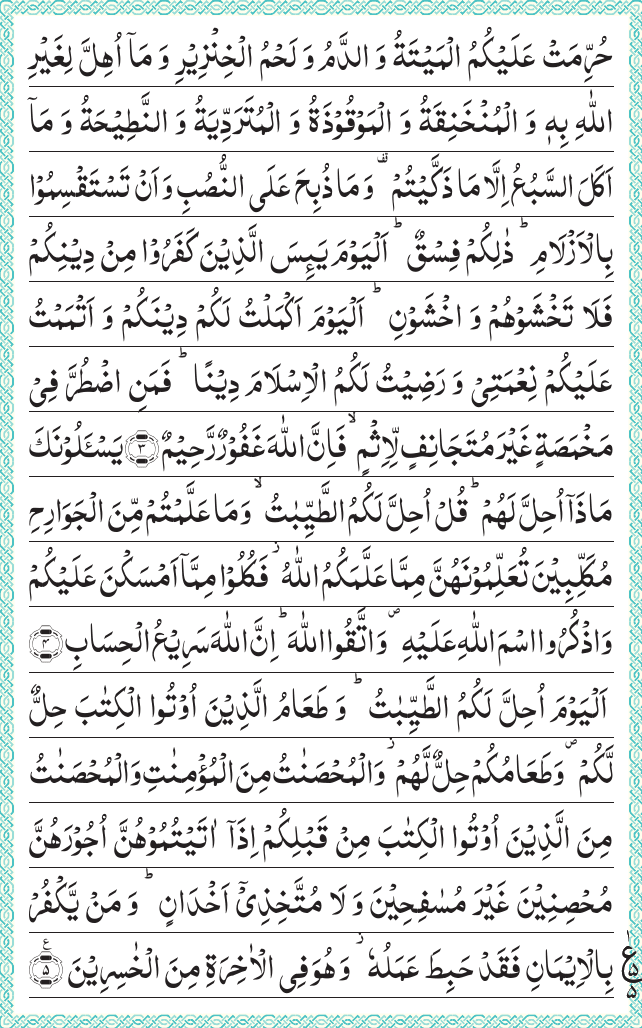 حُرِّمَتْ عَلَيْكُمُ الْمَيْتَةُ وَ الدَّمُ وَ لَحْمُ الْخِنْزِيْرِ وَ مَاۤ اُهِلَّ لِغَيْرِ
اللّٰهِ بِهٖ وَ الْمُنْخَنِقَةُ وَ الْمَوْقُوْذَةُ وَ الْمُتَرَدِّيَةُ وَ النَّطِيْحَةُ وَ مَاۤ
اَكَلَ السَّبُعُ اِلَّا مَا ذَكَّيْتُمْ ۫ وَ مَا ذُبِحَ عَلَى النُّصُبِ وَ اَنْ تَسْتَقْسِمُوْا
بِالْاَزْلَامِ ؕ ذٰلِكُمْ فِسْقٌ ؕ اَلْيَوْمَ يَىِٕسَ الَّذِيْنَ كَفَرُوْا مِنْ دِيْنِكُمْ
فَلَا تَخْشَوْهُمْ وَ اخْشَوْنِ ؕ اَلْيَوْمَ اَكْمَلْتُ لَكُمْ دِيْنَكُمْ وَ اَتْمَمْتُ
عَلَيْكُمْ نِعْمَتِيْ وَ رَضِيْتُ لَكُمُ الْاِسْلَامَ دِيْنًا ؕ فَمَنِ اضْطُرَّ فِيْ
مَخْمَصَةٍ غَيْرَ مُتَجَانِفٍ لِّاِثْمٍ ۙ فَاِنَّ اللّٰهَ غَفُوْرٌ رَّحِيْمٌ ۝۳ يَسْـَٔلُوْنَكَ
مَا ذَاۤ اُحِلَّ لَهُمْ ؕ قُلْ اُحِلَّ لَكُمُ الطَّيِّبٰتُ ۙ وَ مَا عَلَّمْتُمْ مِّنَ الْجَوَارِحِ
مُكَلِّبِيْنَ تُعَلِّمُوْنَهُنَّ مِمَّا عَلَّمَكُمُ اللّٰهُ ؗ فَكُلُوْا مِمَّاۤ اَمْسَكْنَ عَلَيْكُمْ
وَ اذْكُرُوا اسْمَ اللّٰهِ عَلَيْهِ ۪ وَ اتَّقُوا اللّٰهَ ؕ اِنَّ اللّٰهَ سَرِيْعُ الْحِسَابِ ۝۴
اَلْيَوْمَ اُحِلَّ لَكُمُ الطَّيِّبٰتُ ؕ وَ طَعَامُ الَّذِيْنَ اُوْتُوا الْكِتٰبَ حِلٌّ
لَّكُمْ ۪ وَ طَعَامُكُمْ حِلٌّ لَّهُمْ ؗ وَ الْمُحْصَنٰتُ مِنَ الْمُؤْمِنٰتِ وَ الْمُحْصَنٰتُ
مِنَ الَّذِيْنَ اُوْتُوا الْكِتٰبَ مِنْ قَبْلِكُمْ اِذَاۤ اٰتَيْتُمُوْهُنَّ اُجُوْرَهُنَّ
مُحْصِنِيْنَ غَيْرَ مُسٰفِحِيْنَ وَ لَا مُتَّخِذِيْۤ اَخْدَانٍ ؕ وَ مَنْ يَّكْفُرْ
بِالْاِيْمَانِ فَقَدْ حَبِطَ عَمَلُهٗ ؗ وَ هُوَ فِي الْاٰخِرَةِ مِنَ الْخٰسِرِيْنَ ۝۵